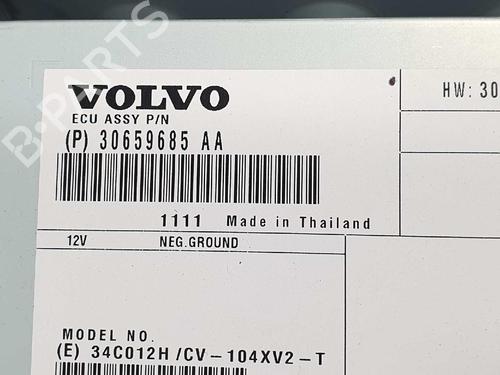 VOLVO
HW: 30
ECU ASSY P/N
(P) 30659685 AA
1111 Made in Thailand
12V NEG.GROUND
MODEL NO.
(E) 34C012H/CV-104XV2-T
B-PARTS